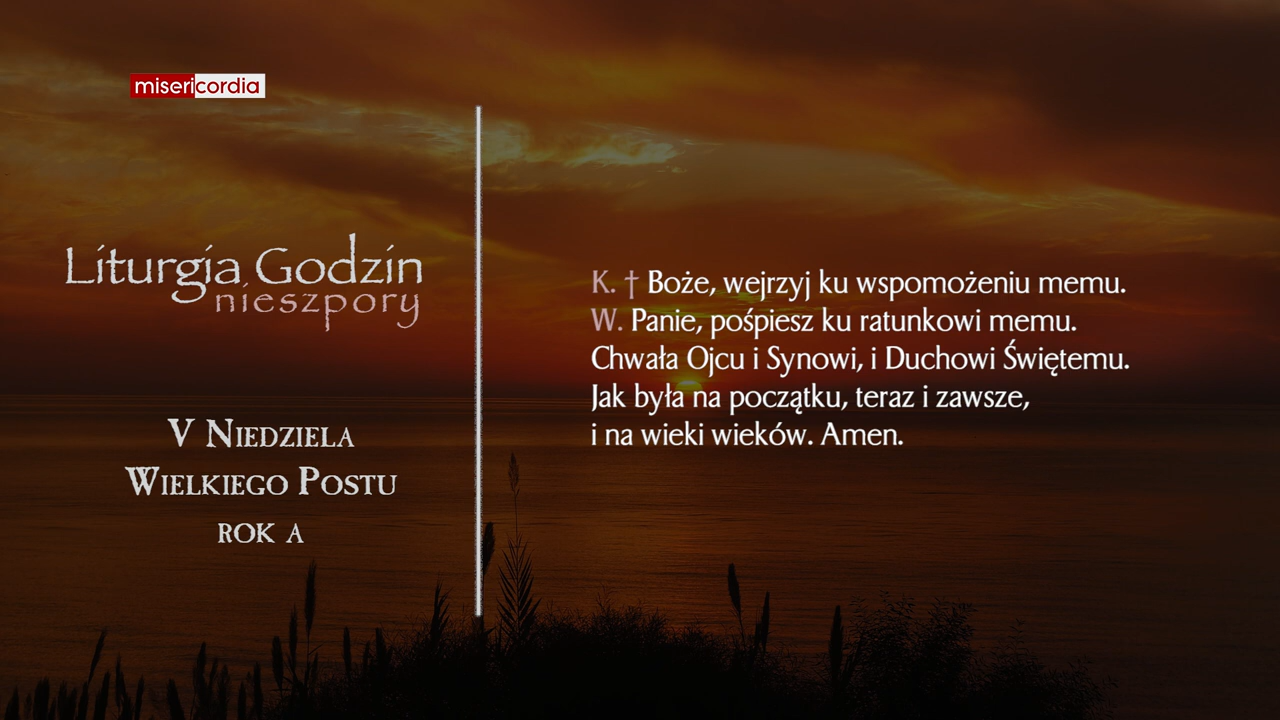 misericordia
Liturgia Godzin
nieszpory
V Niedziela
Wielkiego Postu
rok A
K. † Boże, wejrzyj ku wspomożeniu memu.
W. Panie, pośpiesz ku ratunkowi memu.
Chwała Ojcu i Synowi, i Duchowi Świętemu.
Jak była na początku, teraz i zawsze,
i na wieki wieków. Amen.